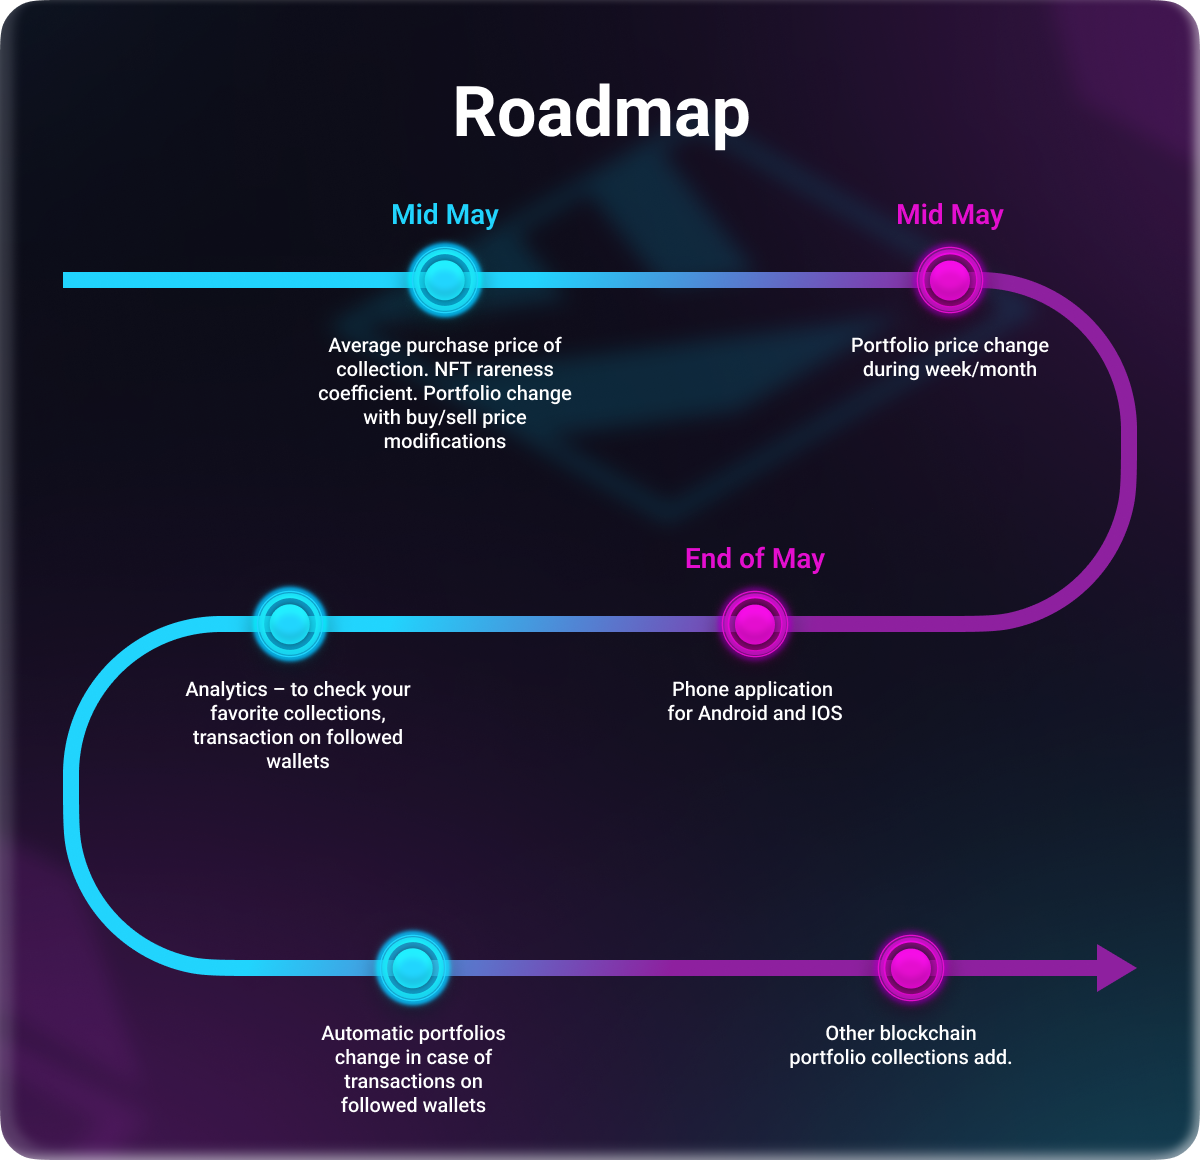 Roadmap
Mid May
Average purchase price of
collection. NFT rareness
coefficient. Portfolio change
with buy/sell price
modifications
Mid May
Portfolio price change
during week/month
End of May
Phone application
for Android and IOS
Analytics – to check your
favorite collections,
transaction on followed
wallets
Automatic portfolios
change in case of
transactions on
followed wallets
Other blockchain
portfolio collections add.